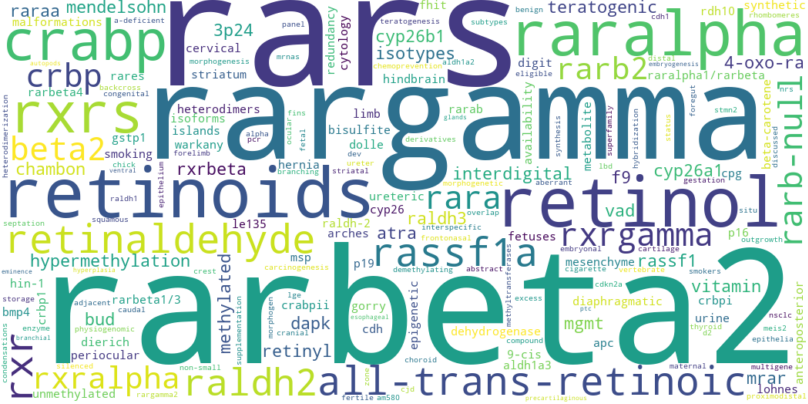 raraa mendelsohn
malformations a-deficient
crabp
rars
3p24
cervical
striatum
panel
teratogenesis
morphogenesis
mrnas
redundancy
cytology
fhit
cyp26b1
isotypes
chemoprevention aldh1a2
hindbrain
benign cdh1
subtypes
teratogenic
rdh10
synthetic
rhombomeres
raralpha
digit
eligible
rarb2
distal
embryogenesis
4-oxo-ra
raralpha1/rarbeta
foregut
nrs
stmn2
crbp
autopods
rares
rarbeta4
backcross
congenital
rxrs
heterodimerization
beta2
gstp1
smoking
chambon
chick
ventral
epithelium
heterodimers
isoforms
islands
warkany
alpha
pcr
forelimb
rxrbeta
fins
ocular
fetal
limb
bisulfite
dolle
dev
hernia
ureter
striatal
branching
rargamma
rarab
glands
derivatives
morphogenetic
interdigital
availability
synthesis
aberrant
metabolite
superfamily
lbd
hybridization
status
f9
cyp26a1
cpg
gestation
beta-carotene
discussed
rarb-null
retinoids
raldh1
squamous
septation
le135
raldh-2
arches
ureteric
cyp26
rara
raldh3
overlap
interspecific
frontonasal
retinol
vad
situ
p16
outgrowth
retinaldehyde
hypermethylation
msp
carcinogenesis
atra
p19
demethylating
rassf1a
abstract
fetuses
methyltransferases
rxrgamma
embryonal
cartilage
mesenchyme
rassf1
cigarette
vertebrate
smokers
cdkn2a
diaphragmatic
vitamin
crbpi
urine
thyroid
d2
nsclc
meis2
epithelia
anteroposterior
eminence
hyperplasia
crest
hin-1
storage
bmp4
crbp1
adjacent
caudal
rarbeta1/3
enzyme
branchial
condensations
bud
physiogenomic
dierich
periocular
methylated
supplementation
morphogen
lge
cranial
crabpii
dapk
retinyl
gorry
esophageal
cdh
choroid
epigenetic
rarbeta2
dehydrogenase
excess
9-cis
compound
aldh1a3
mgmt
ptc
apc
maternal
multigene
mrar
lohnes
proximodistal
rxr
silenced
rxralpha
unmethylated
rargamma2
non-small
raldh2
zone
cjd
fertile
am580
all-trans-retinoic
precartilaginous